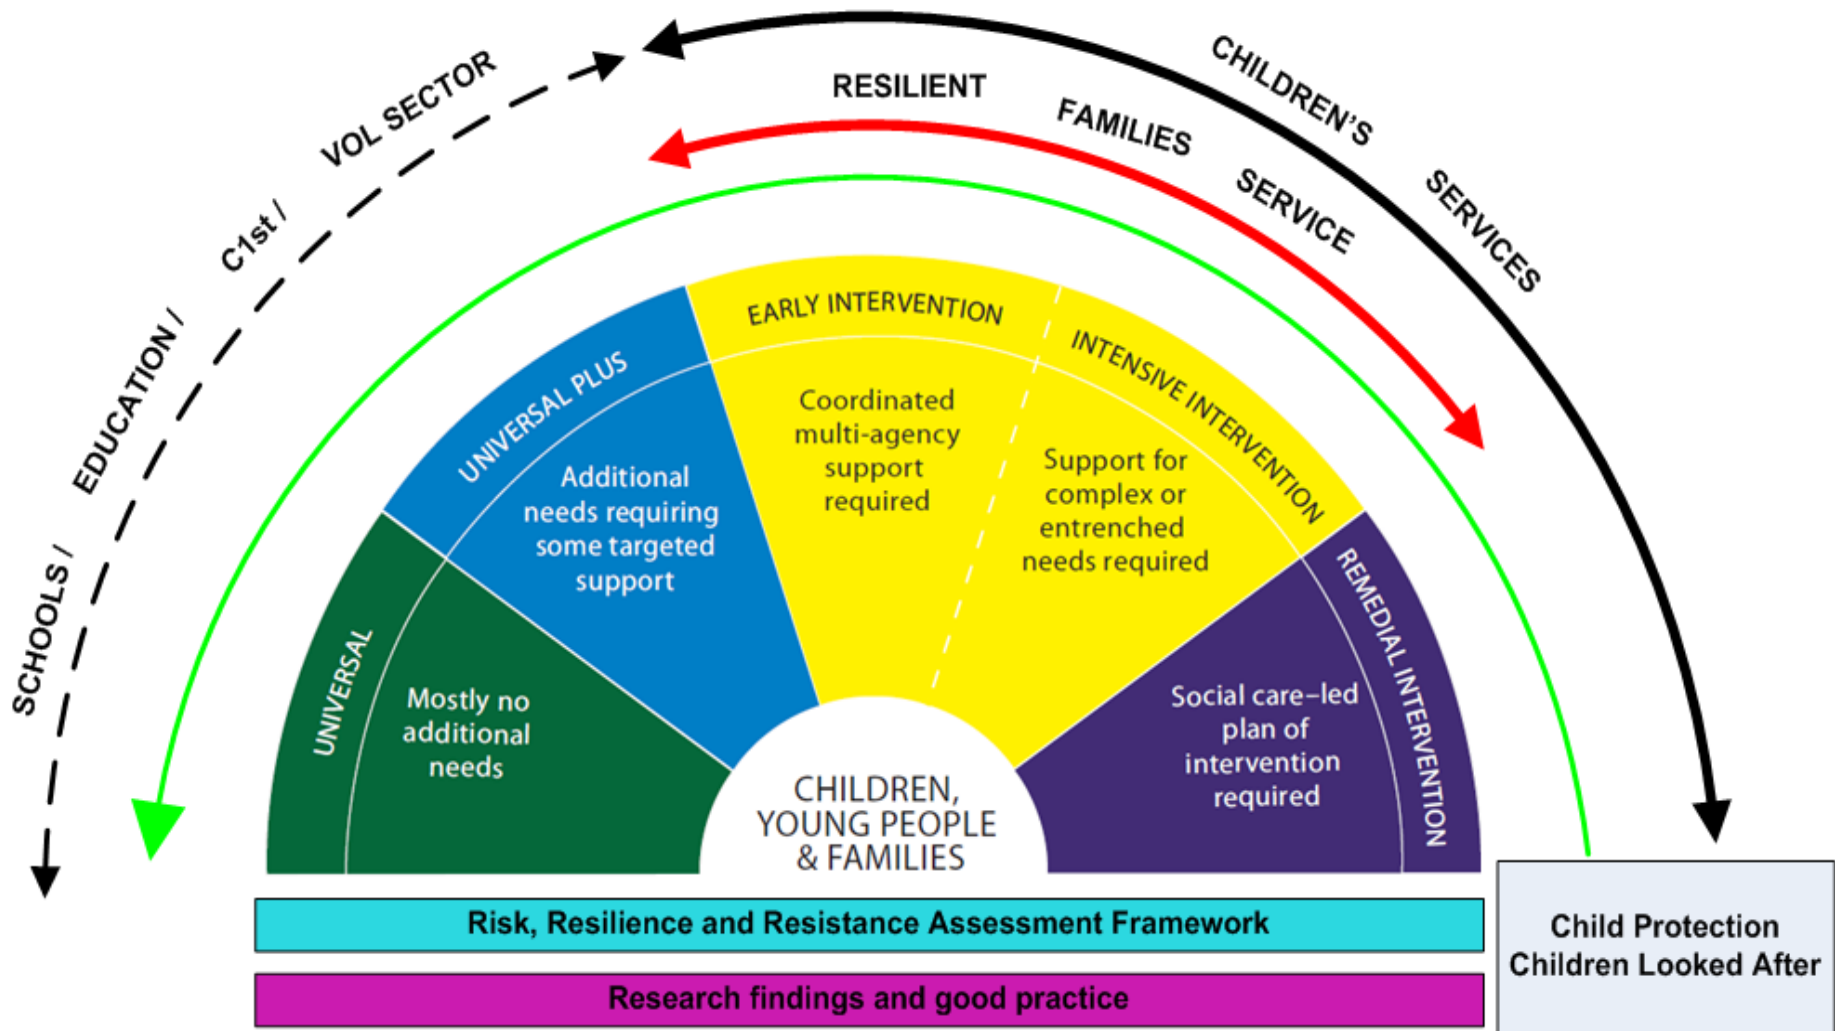 SCHOOLS / EDUCATION / C1st / VOL SECTOR
CHILDREN'S SERVICES
RESILIENT FAMILIES SERVICE
UNIVERSAL
Mostly no
additional
needs
UNIVERSAL PLUS
Additional
needs requiring
some targeted
support
EARLY INTERVENTION
Coordinated
multi-agency
support
required
INTENSIVE INTERVENTION
Support for
complex or
entrenched
needs required
REMEDIAL INTERVENTION
Social care–led
plan of
intervention
required
CHILDREN,
YOUNG PEOPLE
& FAMILIES
Risk, Resilience and Resistance Assessment Framework
Research findings and good practice
Child Protection
Children Looked After